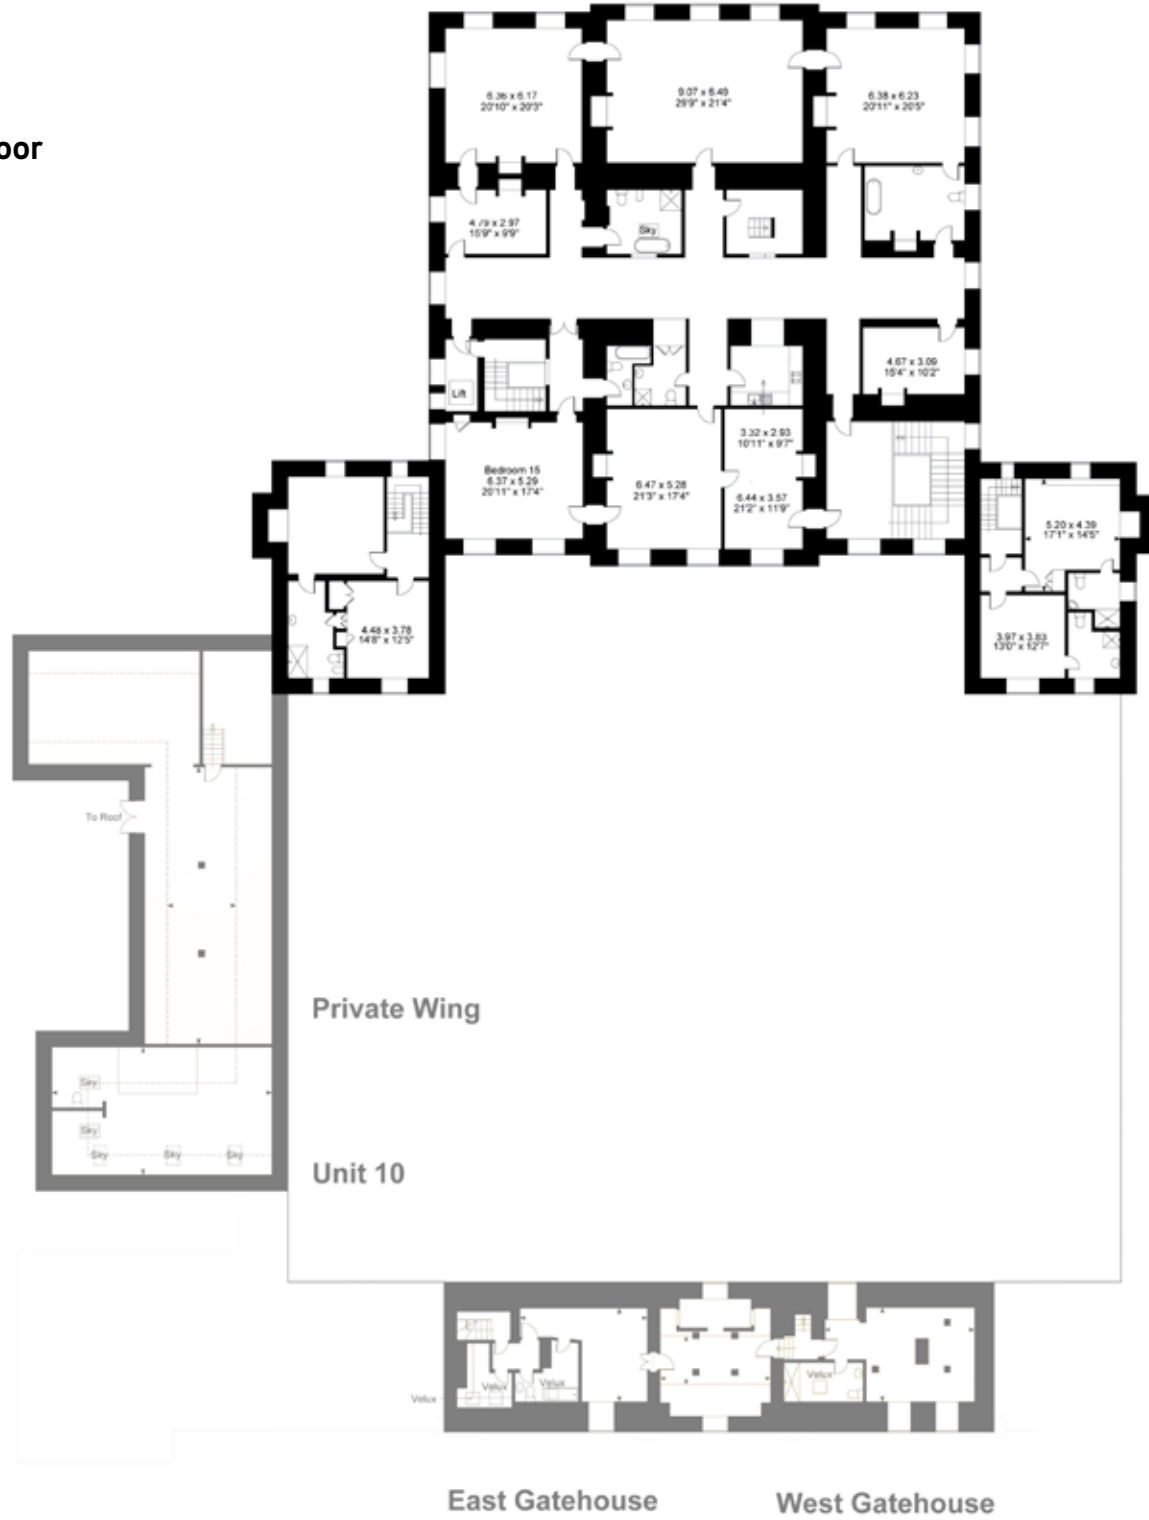 oor
6.36 x 6.17
20'10" x 20'3"
9.07 x 6.49
29'9" x 21'4"
6.38 x 6.23
20'11" x 20'5"
4.79 x 2.97
15'9" x 9'9"
Sky
4.67 x 3.09
15'4" x 10'2"
Lift
Bedroom 15
6.37 x 5.29
20'11" x 17'4"
6.47 x 5.28
21'3" x 17'4"
3.32 x 2.93
10'11" x 9'7"
6.44 x 3.57
21'2" x 11'9"
5.20 x 4.39
17'1" x 14'5"
4.48 x 3.78
14'8" x 12'5"
3.97 x 3.83
13'0" x 12'7"
To Roof
Private Wing
Sky
Sky
Sky
Sky
Sky
Unit 10
Velux
Velux
Velux
Velux
East Gatehouse
West Gatehouse